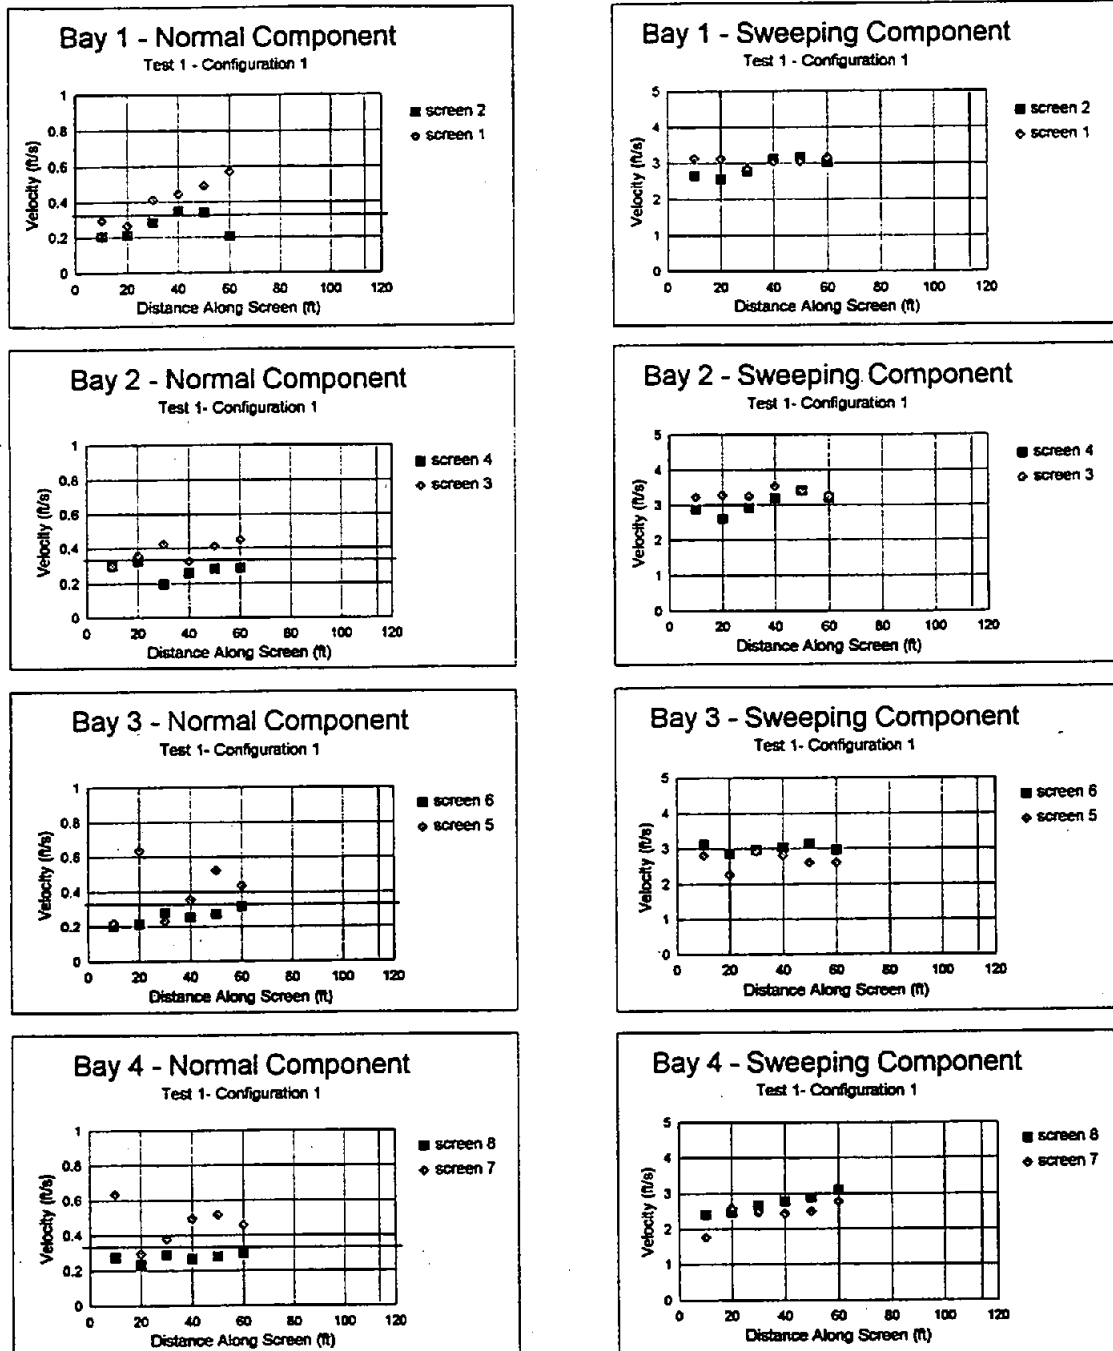 Bay 1 - Normal Component
Test 1 - Configuration 1
1
0.8
0.6
0.4
0.2
0
Velocity (ft/s)
0 20 40 60 80 100 120
Distance Along Screen (ft)
screen 2
screen 1
Bay 1 - Sweeping Component
Test 1 - Configuration 1
5
4
3
2
1
0
Velocity (ft/s)
0 20 40 60 80 100 120
Distance Along Screen (ft)
screen 2
screen 1
Bay 2 - Normal Component
Test 1- Configuration 1
1
0.8
0.6
0.4
0.2
0
Velocity (ft/s)
0 20 40 60 80 100 120
Distance Along Screen (ft)
screen 4
screen 3
Bay 2 - Sweeping Component
Test 1- Configuration 1
5
4
3
2
1
0
Velocity (ft/s)
0 20 40 60 80 100 120
Distance Along Screen (ft)
screen 4
screen 3
Bay 3 - Normal Component
Test 1- Configuration 1
1
0.8
0.6
0.4
0.2
0
Velocity (ft/s)
0 20 40 60 80 100 120
Distance Along Screen (ft)
screen 6
screen 5
Bay 3 - Sweeping Component
Test 1- Configuration 1
5
4
3
2
1
0
Velocity (ft/s)
0 20 40 60 80 100 120
Distance Along Screen (ft)
screen 6
screen 5
Bay 4 - Normal Component
Test 1- Configuration 1
1
0.8
0.6
0.4
0.2
0
Velocity (ft/s)
0 20 40 60 80 100 120
Distance Along Screen (ft)
screen 8
screen 7
Bay 4 - Sweeping Component
Test 1- Configuration 1
5
4
3
2
1
0
Velocity (ft/s)
0 20 40 60 80 100 120
Distance Along Screen (ft)
screen 8
screen 7